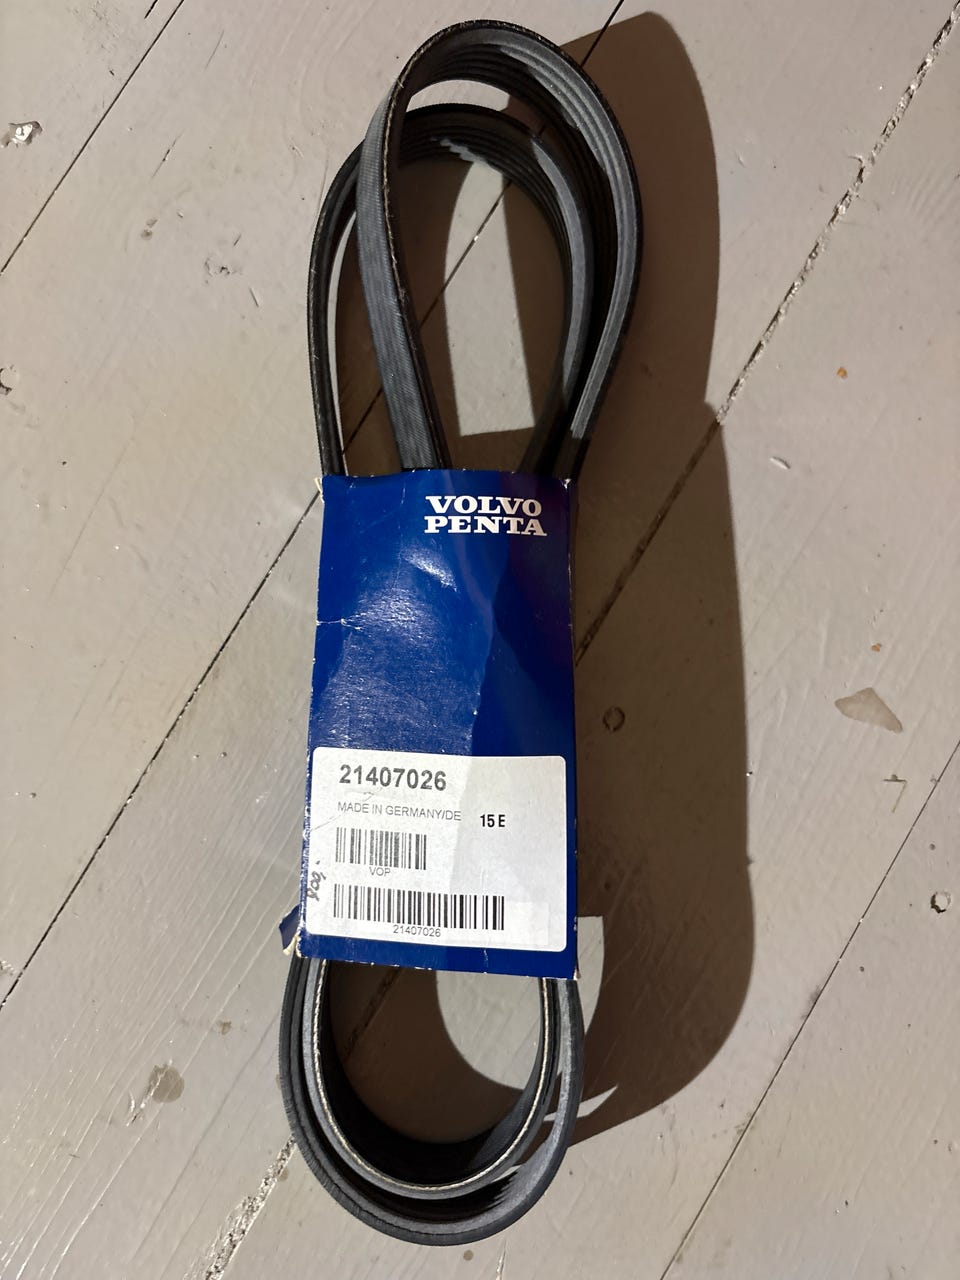 VOLVO
PENTA
21407026
MADE IN GERMANY/DE 15 E
VOP
21407026